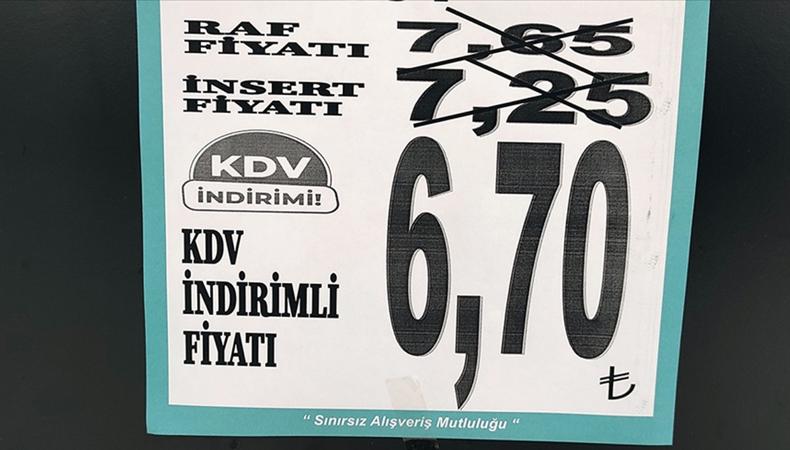 RAF
FİYATI
7,65
İNSERT
FİYATI
7,25
KDV
İNDİRİMİ!
KDV
İNDİRİMLİ
FİYATI
6,70
₺
“ Sınırsız Alışveriş Mutluluğu “